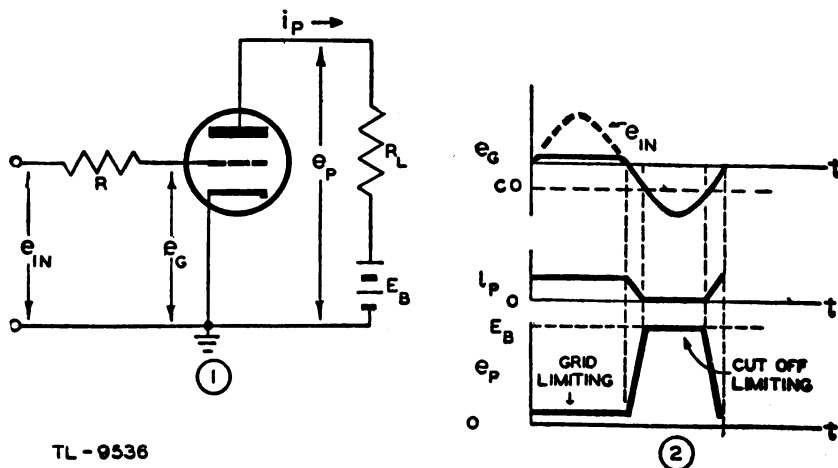 iP →
R
eIN
eG
eP
RL
EB
①
TL-9536
eG
eIN
t
CO
iP
O
t
EB
eP
GRID
LIMITING
↓
CUT OFF
LIMITING
O
t
②